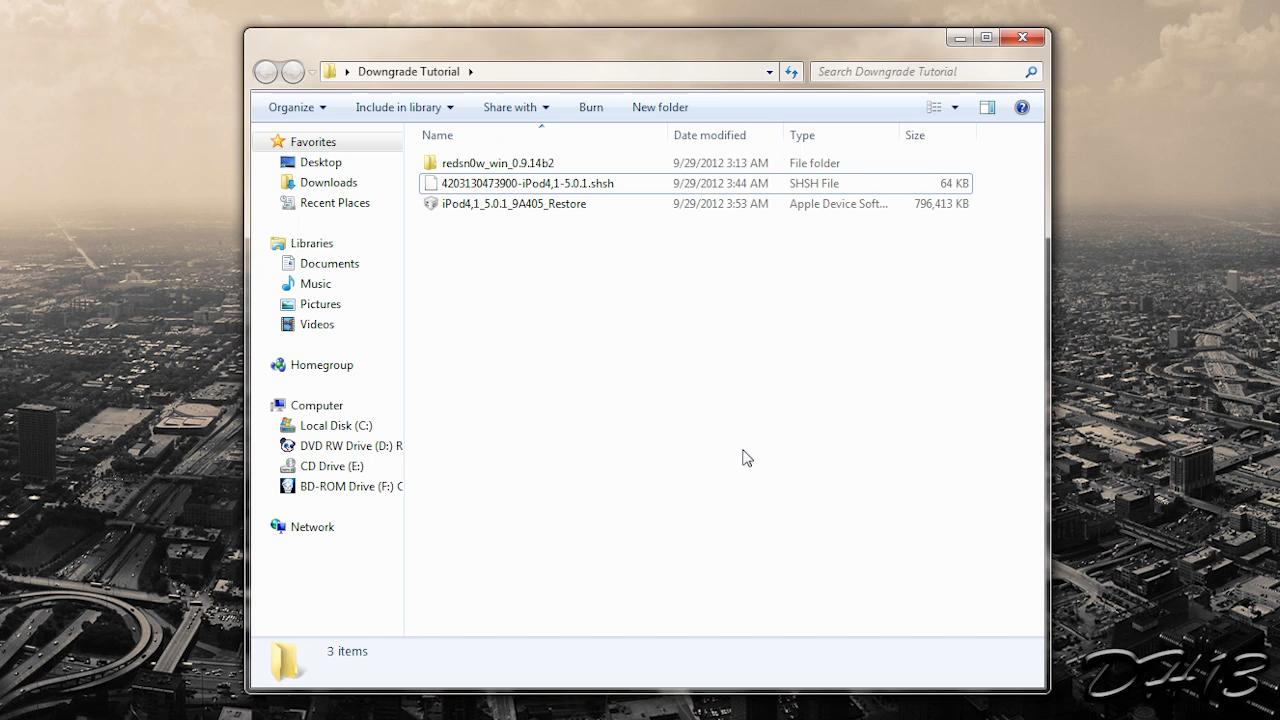 Downgrade Tutorial
Search Downgrade Tutorial
Organize Include in library Share with Burn New folder
Name Date modified Type Size
Favorites
Desktop
Downloads
Recent Places
Libraries
Documents
Music
Pictures
Videos
Homegroup
Computer
Local Disk (C:)
DVD RW Drive (D:) R
CD Drive (E:)
BD-ROM Drive (F:) C
Network
redsn0w_win_0.9.14b2 9/29/2012 3:13 AM File folder
4203130473900-iPod4,1-5.0.1.shsh 9/29/2012 3:44 AM SHSH File 64 KB
iPod4,1_5.0.1_9A405_Restore 9/29/2012 3:53 AM Apple Device Soft... 796,413 KB
3 items